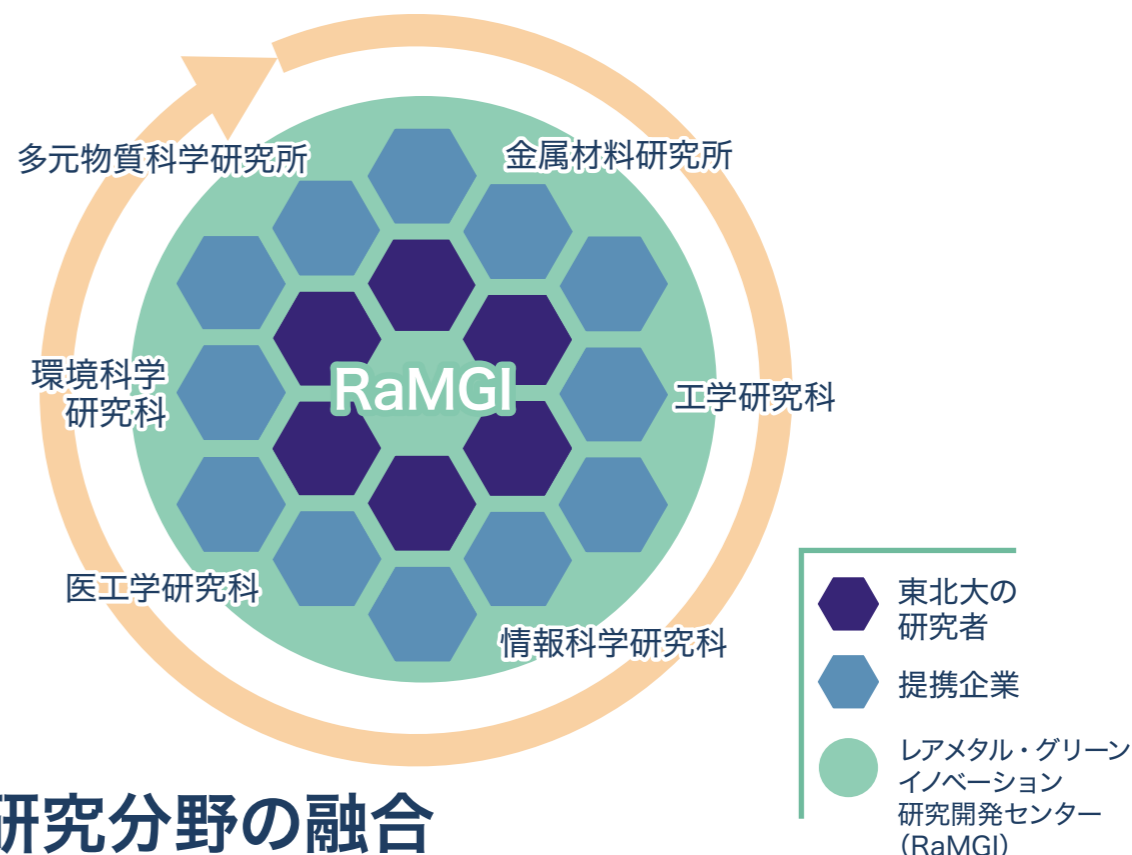 多元物質科学研究所
金属材料研究所
環境科学
研究科
RaMGI
工学研究科
医工学研究科
情報科学研究科
東北大の
研究者
提携企業
レアメタル・グリーン
イノベーション
研究開発センター
（RaMGI）
研究分野の融合